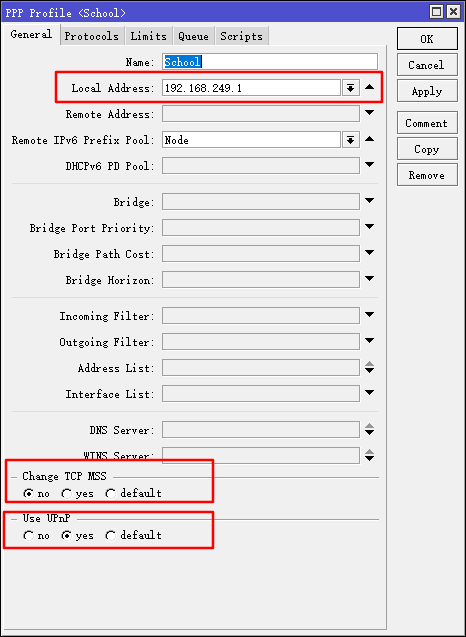 PPP Profile <School>
General Protocols Limits Queue Scripts
Name: School
Local Address: 192.168.249.1
Remote Address:
Remote IPv6 Prefix Pool: Node
DHCPv6 PD Pool:
Bridge:
Bridge Port Priority:
Bridge Path Cost:
Bridge Horizon:
Incoming Filter:
Outgoing Filter:
Address List:
Interface List:
DNS Server:
WINS Server:
Change TCP MSS
no yes default
Use UPnP
no yes default
OK
Cancel
Apply
Comment
Copy
Remove